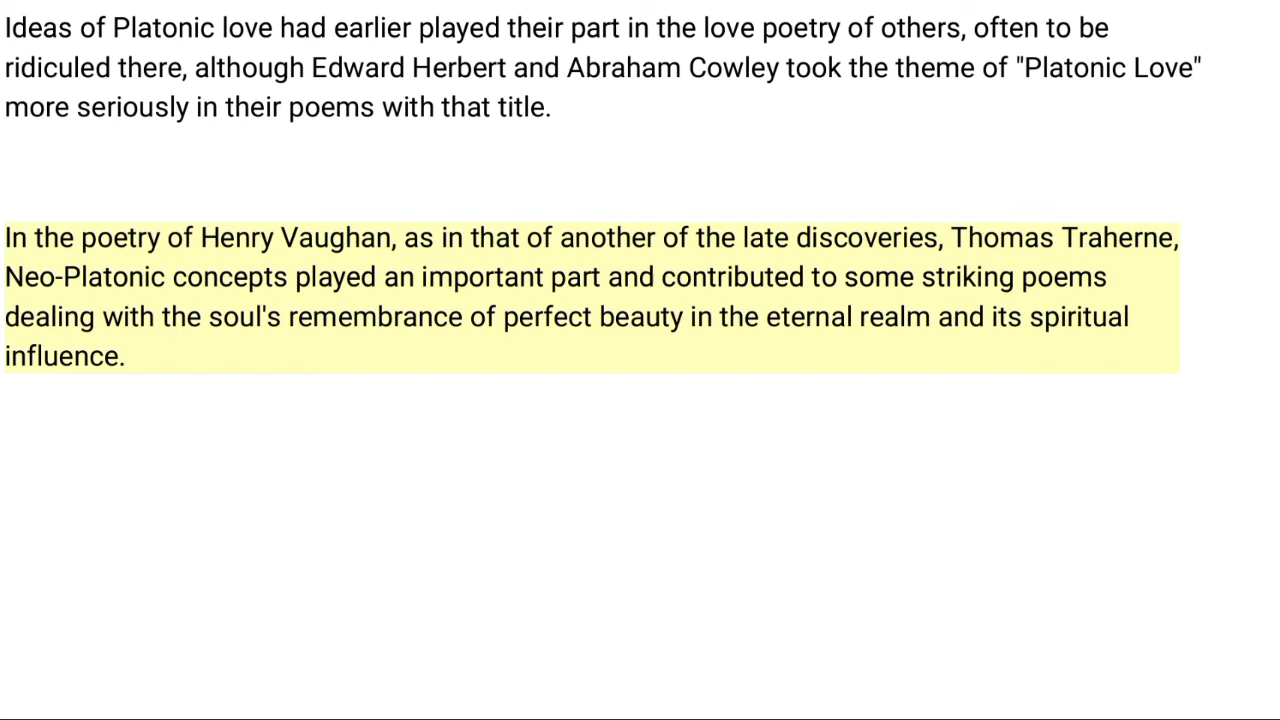 Ideas of Platonic love had earlier played their part in the love poetry of others, often to be
ridiculed there, although Edward Herbert and Abraham Cowley took the theme of "Platonic Love"
more seriously in their poems with that title.
In the poetry of Henry Vaughan, as in that of another of the late discoveries, Thomas Traherne,
Neo-Platonic concepts played an important part and contributed to some striking poems
dealing with the soul's remembrance of perfect beauty in the eternal realm and its spiritual
influence.